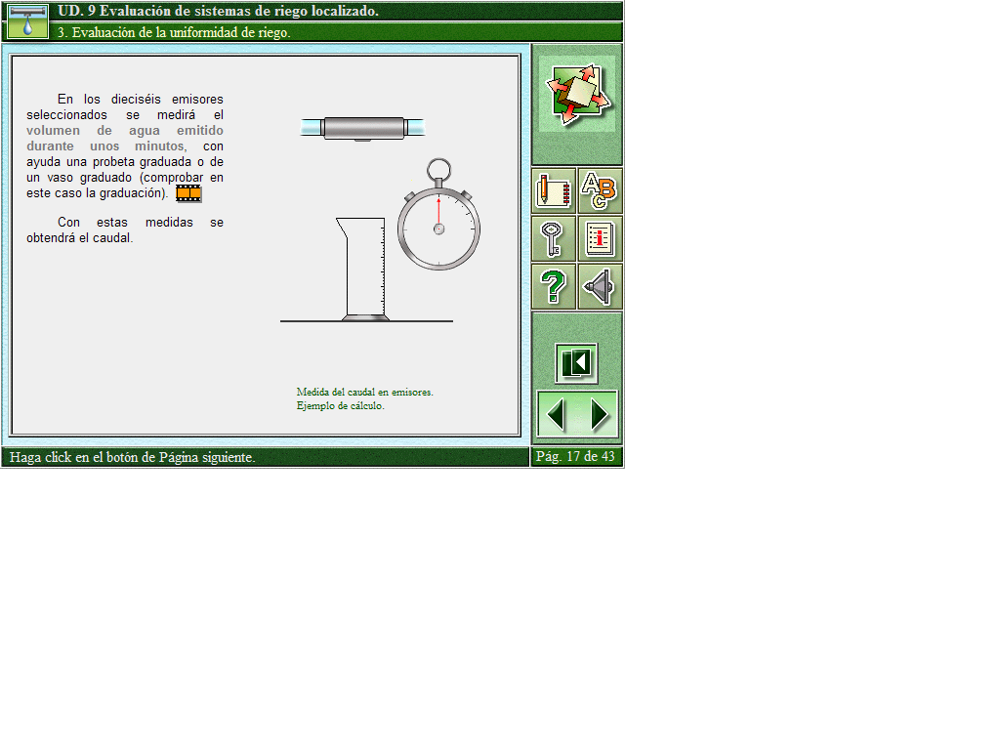 UD. 9 Evaluación de sistemas de riego localizado.
3. Evaluación de la uniformidad de riego.
En los dieciséis emisores
seleccionados se medirá el
volumen de agua emitido
durante unos minutos, con
ayuda una probeta graduada o de
un vaso graduado (comprobar en
este caso la graduación).
Con estas medidas se
obtendrá el caudal.
Medida del caudal en emisores.
Ejemplo de cálculo.
A B C
i
?
Haga click en el botón de Página siguiente.
Pág. 17 de 43